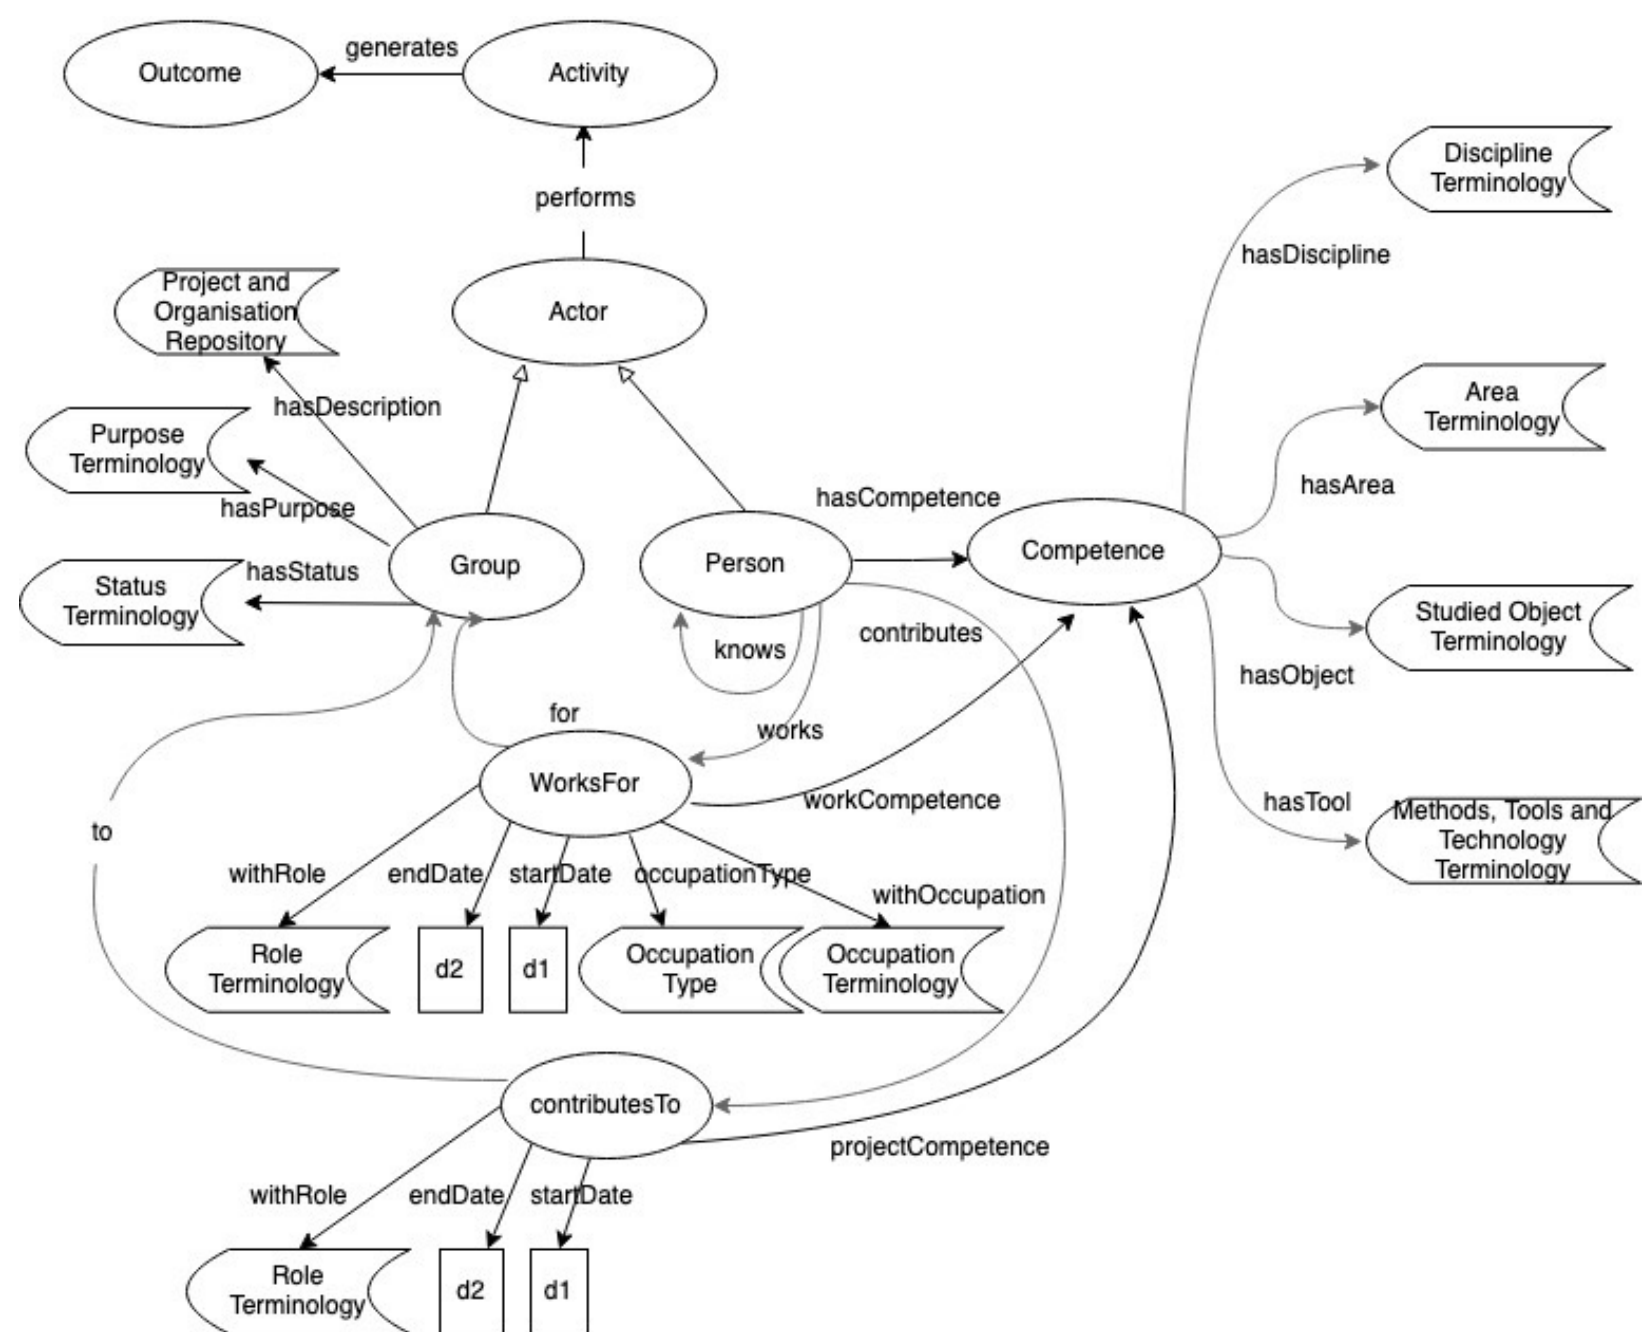 generates
Outcome
Activity
performs
Discipline
Terminology
hasDiscipline
Project and
Organisation
Repository
Actor
hasDescription
Area
Terminology
Purpose
Terminology
hasPurpose
hasCompetence
hasArea
Group
Person
Competence
hasStatus
Status
Terminology
knows
contributes
Studied Object
Terminology
hasObject
for
works
WorksFor
workCompetence
hasTool
Methods, Tools and
Technology
Terminology
to
withRole
endDate
startDate
occupationType
withOccupation
Role
Terminology
d2
d1
Occupation
Type
Occupation
Terminology
contributesTo
projectCompetence
withRole
endDate
startDate
Role
Terminology
d2
d1